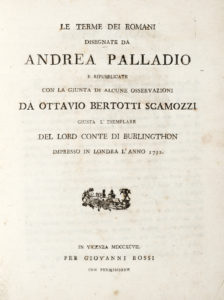 LE TERME DEI ROMANI
DISEGNATE DA
ANDREA PALLADIO
E RIPUBBLICATE
CON LA GIUNTA DI ALCUNE OSSERVAZIONI
DA OTTAVIO BERTOTTI SCAMOZZI
GIUSTA L'ESEMPLARE
DEL LORD CONTE DI BURLINGTHON
IMPRESSO IN LONDRA L'ANNO 1732.
IN VICENZA MDCCXCVII.
PER GIOVANNI ROSSI
CON PERMISSIONE